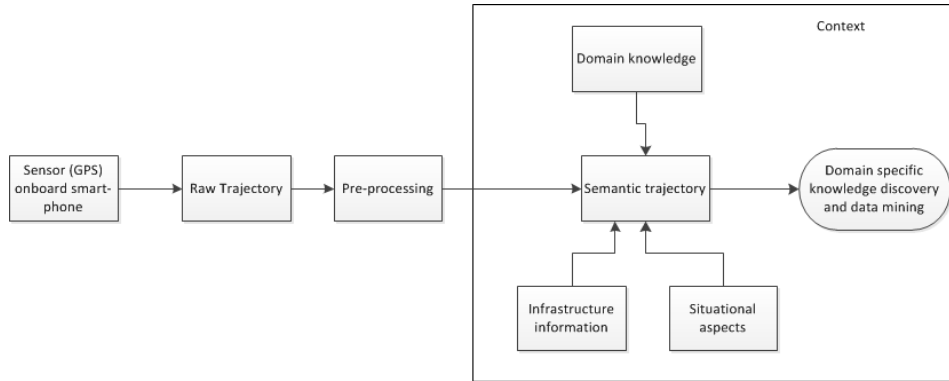 Context
Domain knowledge
Sensor (GPS)
onboard smart-
phone
Raw Trajectory
Pre-processing
Semantic trajectory
Domain specific
knowledge discovery
and data mining
Infrastructure
information
Situational
aspects